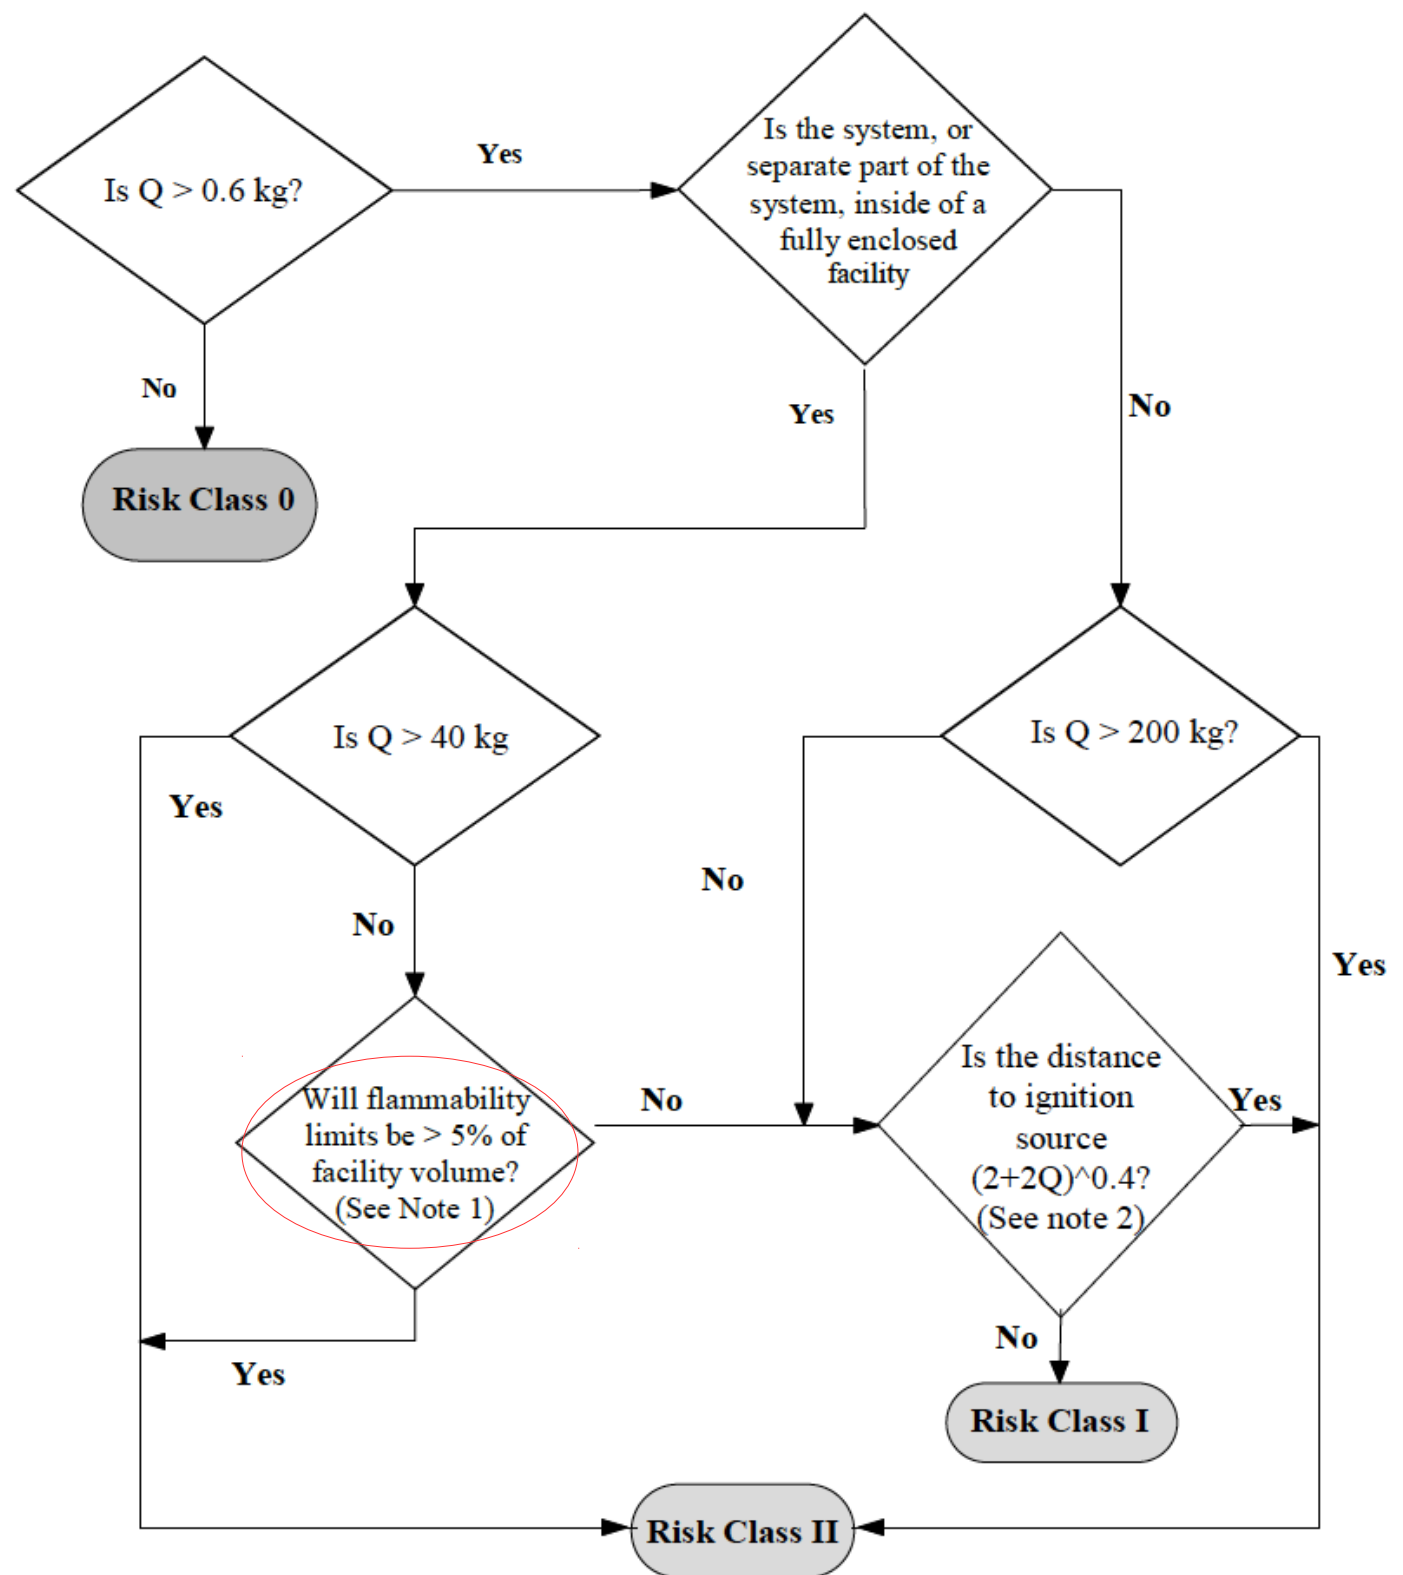 Is Q > 0.6 kg?
Yes
Is the system, or
separate part of the
system, inside of a
fully enclosed
facility
No
Risk Class 0
Yes
No
Is Q > 40 kg
Is Q > 200 kg?
Yes
No
No
Yes
Will flammability
limits be > 5% of
facility volume?
(See Note 1)
No
Is the distance
to ignition
source
(2+2Q)^0.4?
(See note 2)
Yes
Yes
No
Risk Class I
Risk Class II